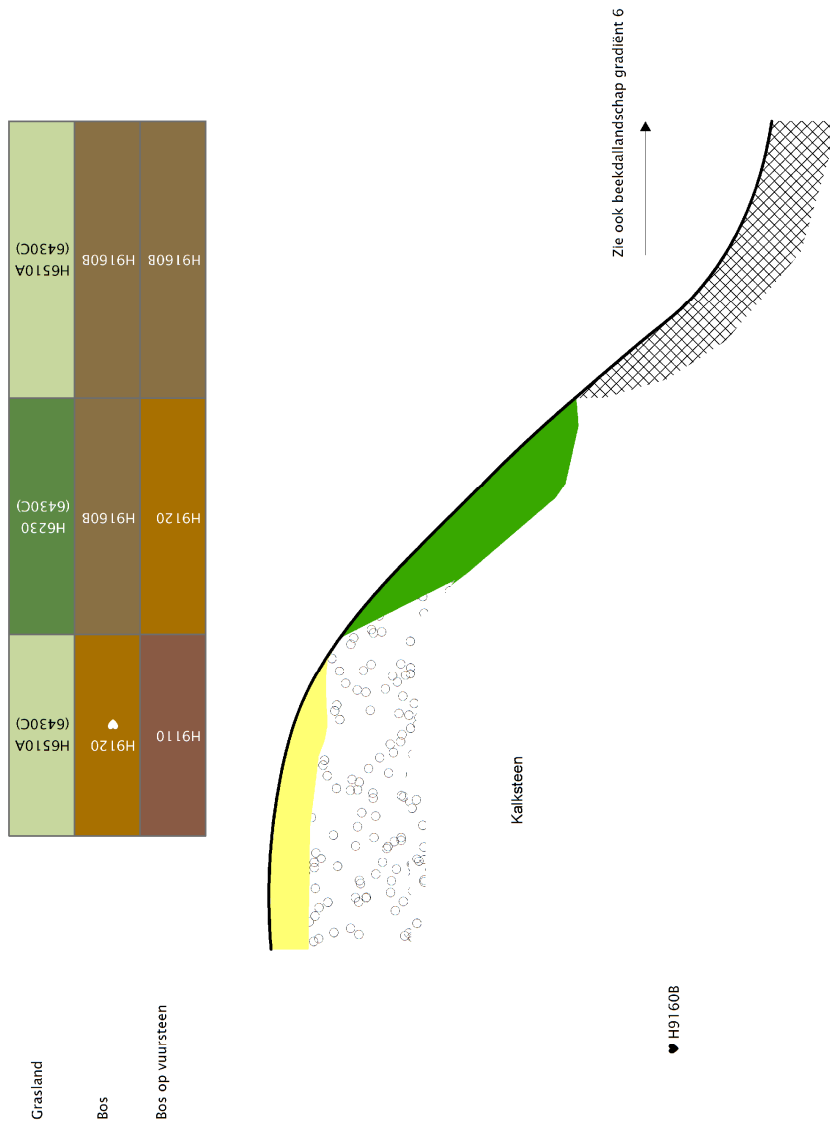 Zie ook beekdallandschap gradiënt 6
Grasland
H6510A
(6430C)
H6230
(6430C)
H6510A
(6430C)
Bos
H9120
H9160B
H9160B
Bos op vuursteen
H9110
H9120
H9160B
Kalksteen
♥ H9160B